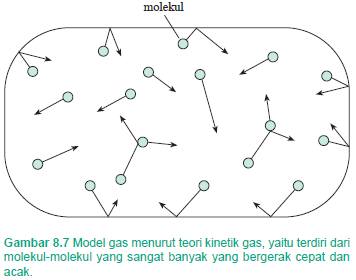 molekul
Gambar 8.7 Model gas menurut teori kinetik gas, yaitu terdiri dari
molekul-molekul yang sangat banyak yang bergerak cepat dan
acak.